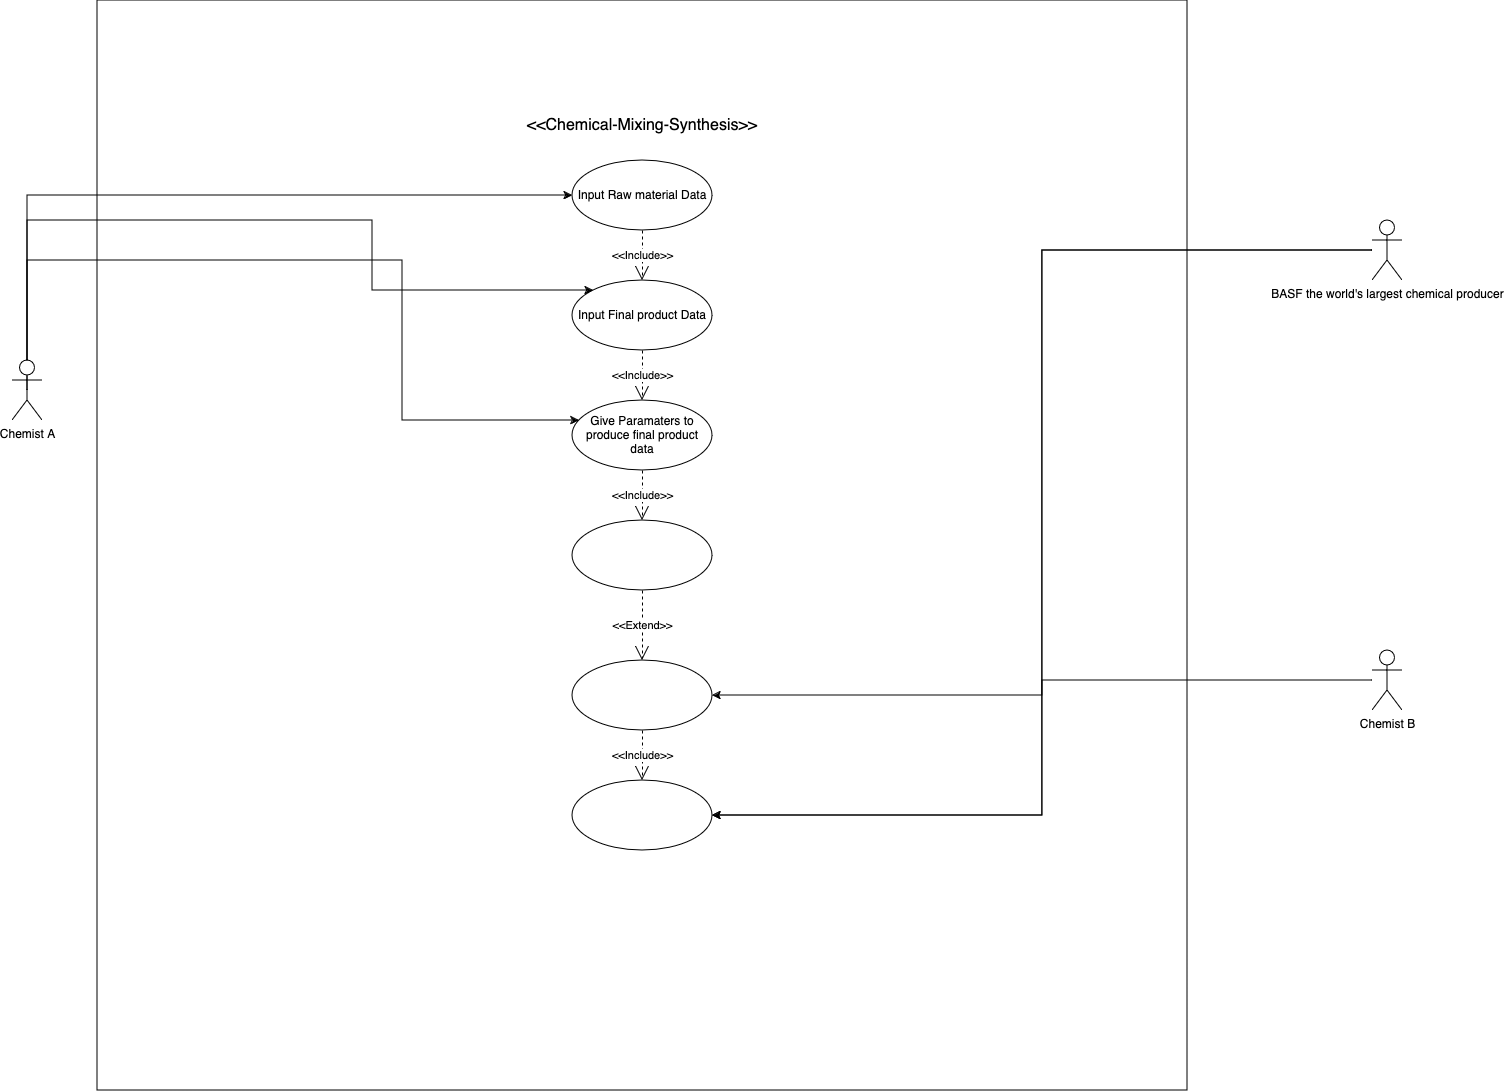 <<Chemical-Mixing-Synthesis>>
Input Raw material Data
<<Include>>
Input Final product Data
<<Include>>
Give Paramaters to
produce final product
data
<<Include>>
<<Extend>>
<<Include>>
Chemist A
BASF the world's largest chemical producer
Chemist B